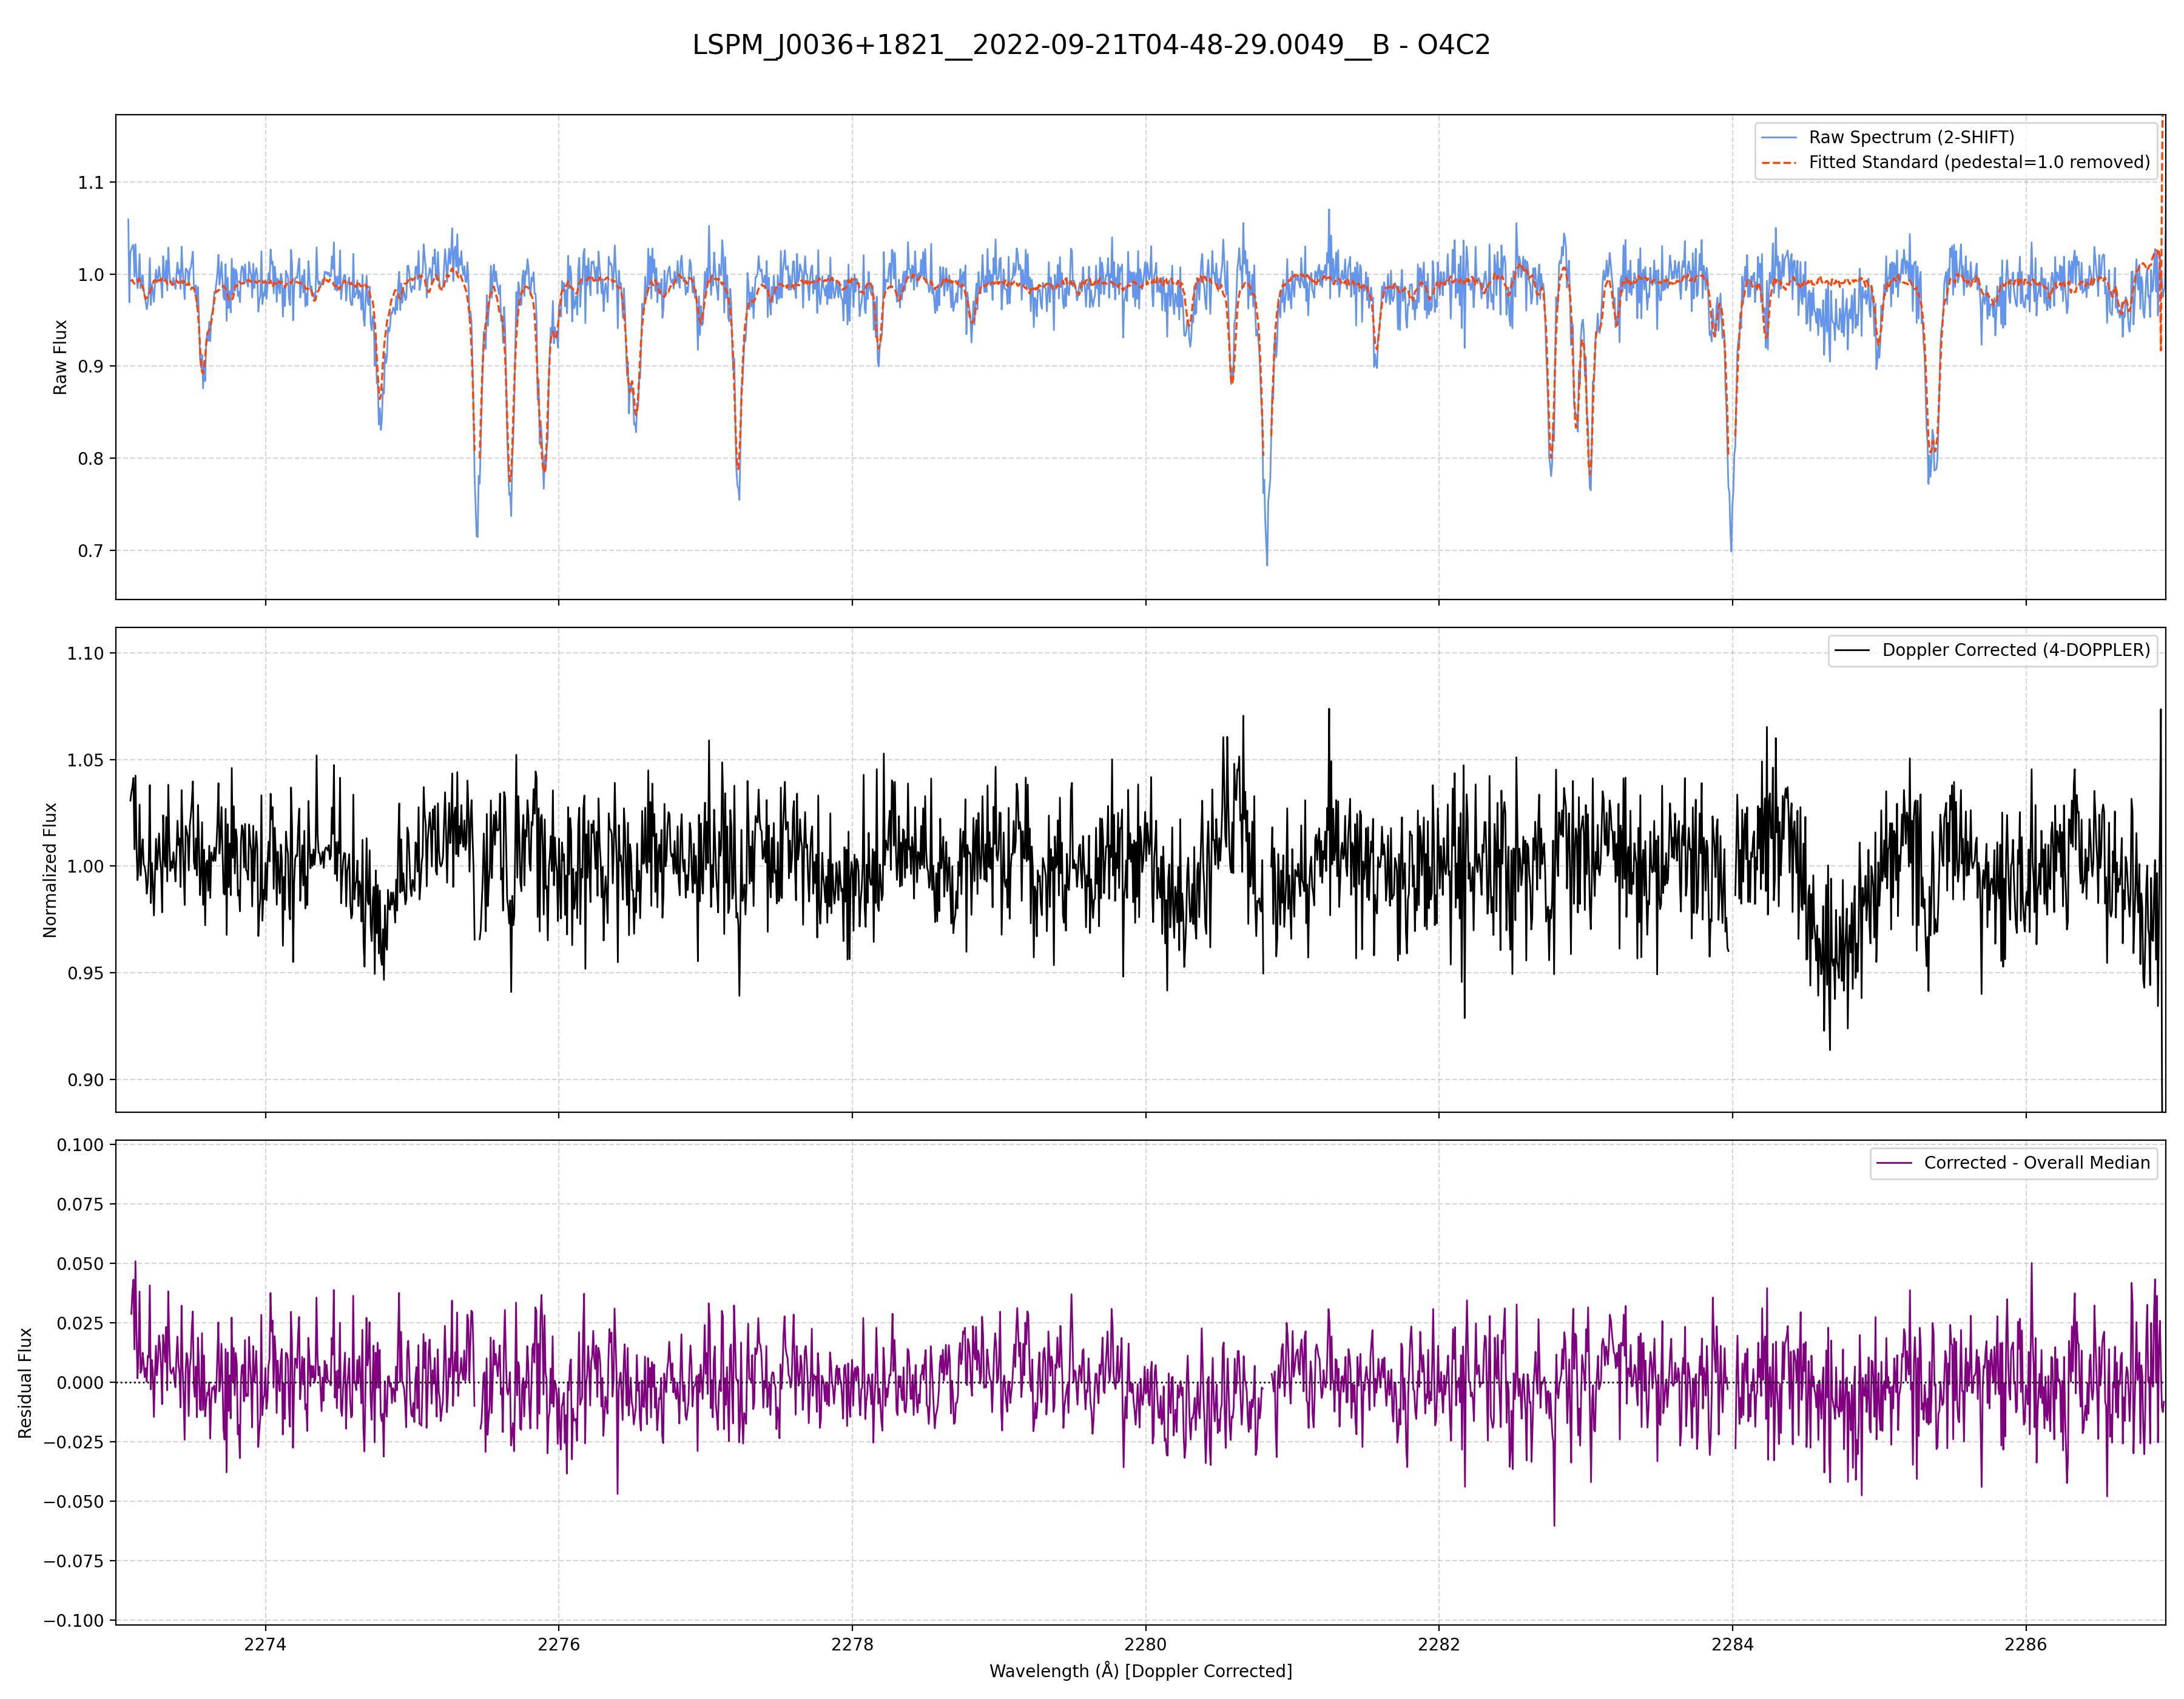 LSPM_J0036+1821__2022-09-21T04-48-29.0049__B - O4C2
Raw Spectrum (2-SHIFT)
Fitted Standard (pedestal=1.0 removed)
Raw Flux
1.1
1.0
0.9
0.8
0.7
Doppler Corrected (4-DOPPLER)
Normalized Flux
1.10
1.05
1.00
0.95
0.90
Corrected - Overall Median
Residual Flux
0.100
0.075
0.050
0.025
0.000
−0.025
−0.050
−0.075
−0.100
2274 2276 2278 2280 2282 2284 2286
Wavelength (Å) [Doppler Corrected]